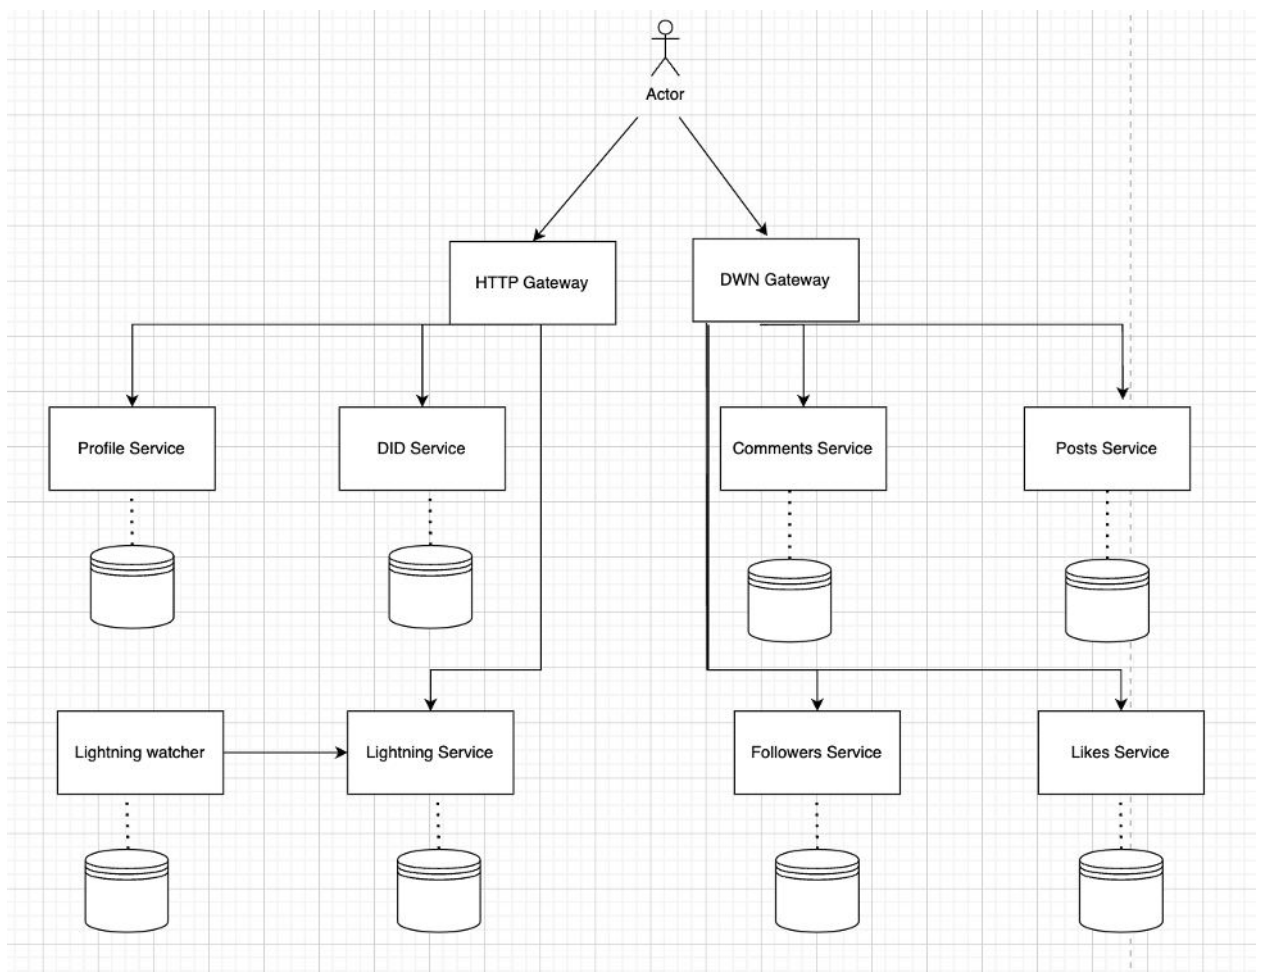 Actor
HTTP Gateway
DWN Gateway
Profile Service
DID Service
Comments Service
Posts Service
Lightning watcher
Lightning Service
Followers Service
Likes Service